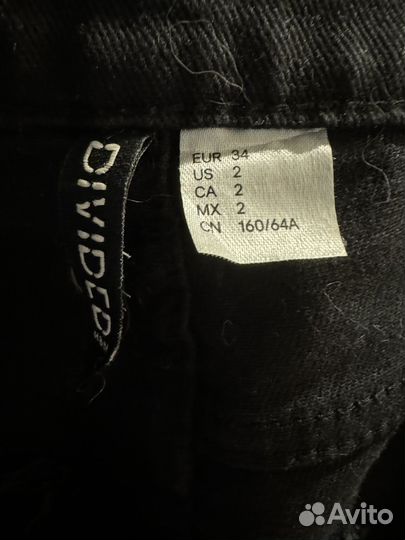 DIVIDED
EUR 34
US 2
CA 2
MX 2
CN 160/64A
Avito